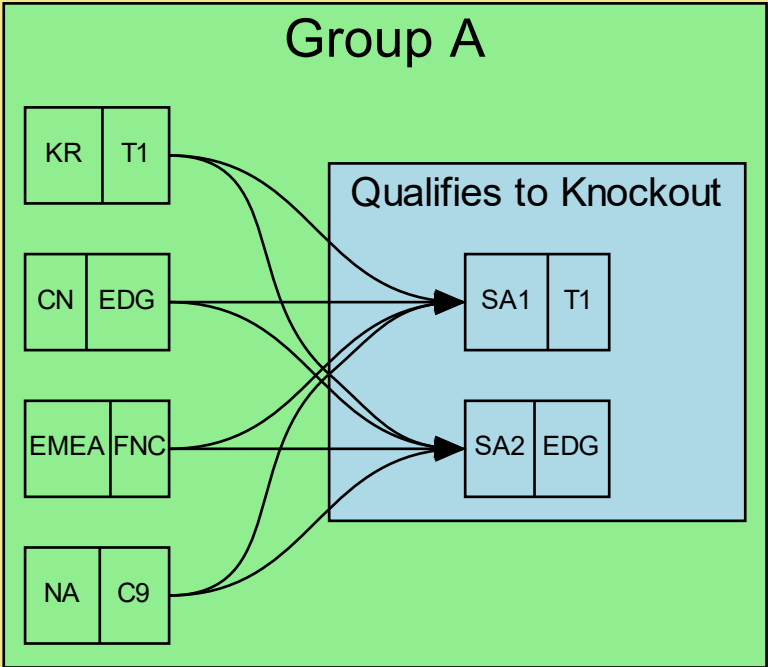 Group A
KR T1
Qualifies to Knockout
CN EDG
SA1 T1
EMEA FNC
SA2 EDG
NA C9